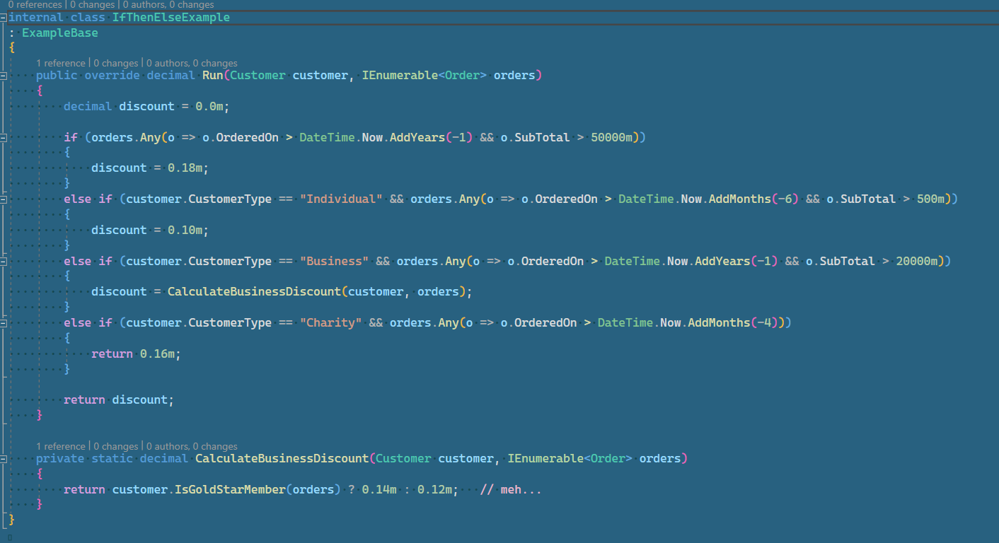 0 references | 0 changes | 0 authors, 0 changes
internal class IfThenElseExample
: ExampleBase
{
1 reference | 0 changes | 0 authors, 0 changes
public override decimal Run(Customer customer, IEnumerable<Order> orders)
{
decimal discount = 0.0m;
if (orders.Any(o => o.OrderedOn > DateTime.Now.AddYears(-1) && o.SubTotal > 50000m))
{
discount = 0.18m;
}
else if (customer.CustomerType == "Individual" && orders.Any(o => o.OrderedOn > DateTime.Now.AddMonths(-6) && o.SubTotal > 500m))
{
discount = 0.10m;
}
else if (customer.CustomerType == "Business" && orders.Any(o => o.OrderedOn > DateTime.Now.AddYears(-1) && o.SubTotal > 20000m))
{
discount = CalculateBusinessDiscount(customer, orders);
}
else if (customer.CustomerType == "Charity" && orders.Any(o => o.OrderedOn > DateTime.Now.AddMonths(-4)))
{
return 0.16m;
}
return discount;
}
1 reference | 0 changes | 0 authors, 0 changes
private static decimal CalculateBusinessDiscount(Customer customer, IEnumerable<Order> orders)
{
return customer.IsGoldStarMember(orders) ? 0.14m : 0.12m; // meh...
}
}